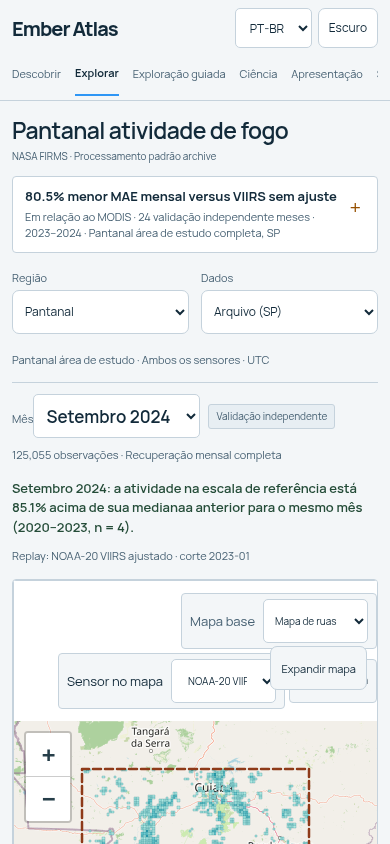 Ember Atlas
PT-BR
Escuro
Descobrir Explorar Exploração guiada Ciência Apresentação
Pantanal atividade de fogo
NASA FIRMS · Processamento padrão archive
80.5% menor MAE mensal versus VIIRS sem ajuste
+
Em relação ao MODIS · 24 validação independente meses ·
2023–2024 · Pantanal área de estudo completa, SP
Região
Dados
Pantanal
Arquivo (SP)
Pantanal área de estudo · Ambos os sensores · UTC
Mês
Setembro 2024
Validação independente
125,055 observações · Recuperação mensal completa
Setembro 2024: a atividade na escala de referência está
85.1% acima de sua medianaa anterior para o mesmo mês
(2020–2023, n = 4).
Replay: NOAA-20 VIIRS ajustado · corte 2023-01
Mapa base
Mapa de ruas
Expandir mapa
Sensor no mapa
NOAA-20 VIIF
Tangará
da Serra
+
−